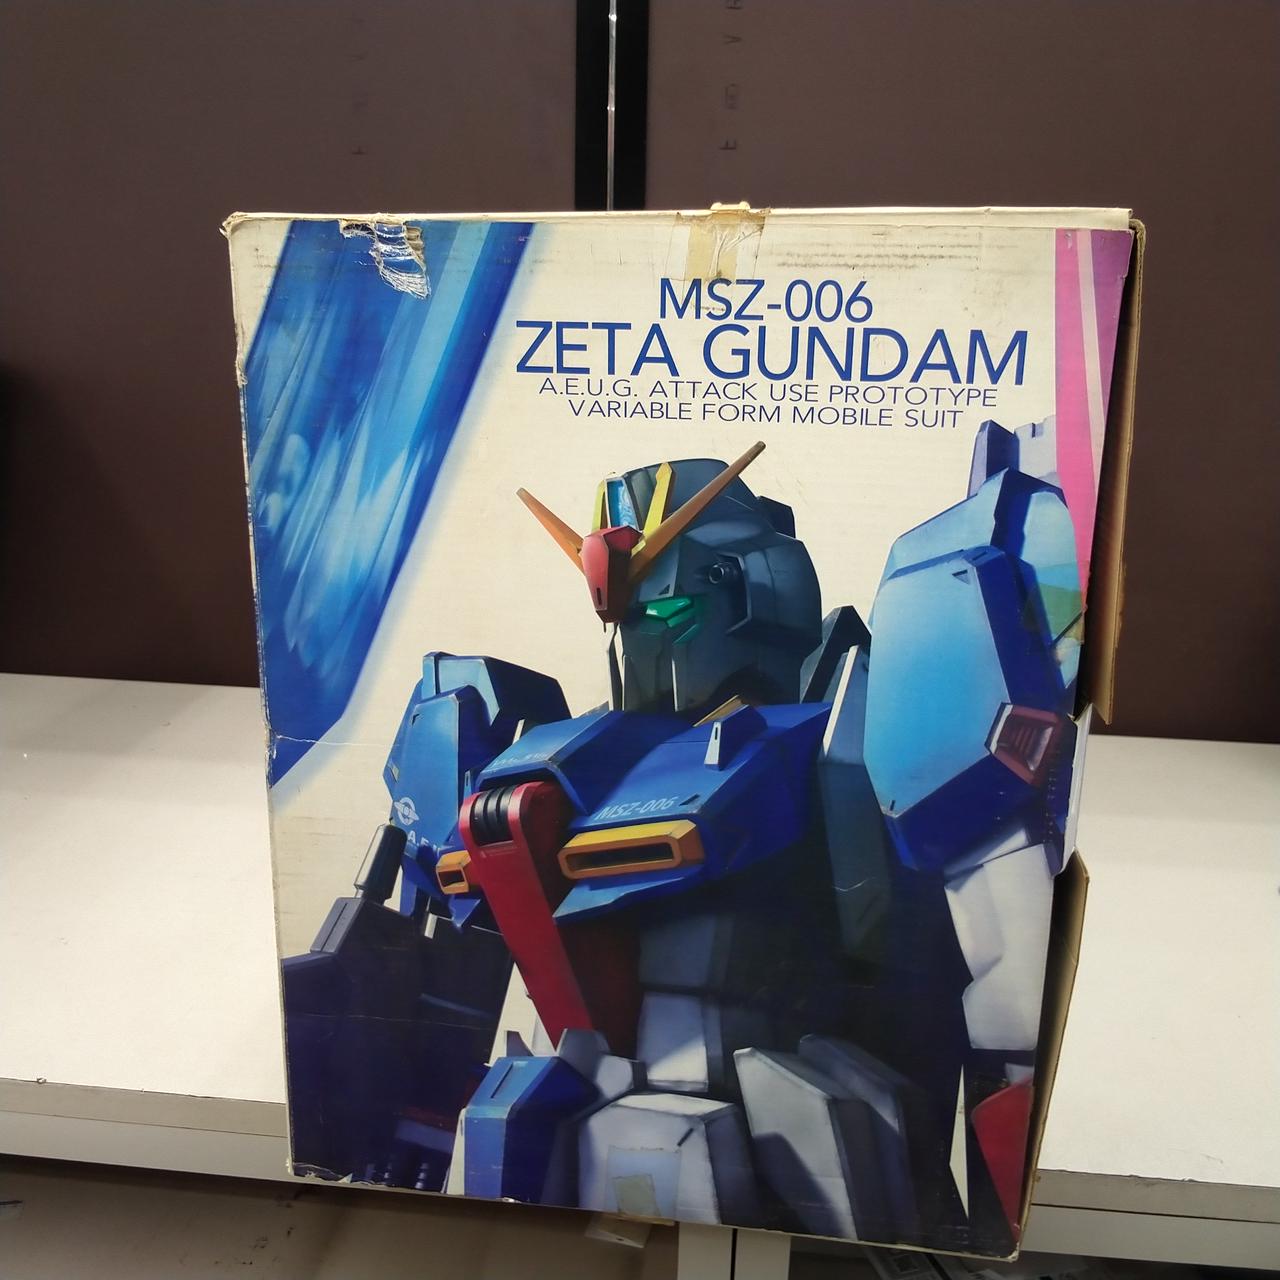 MSZ-006
ZETA GUNDAM
A.E.U.G. ATTACK USE PROTOTYPE
VARIABLE FORM MOBILE SUIT
MSZ-006